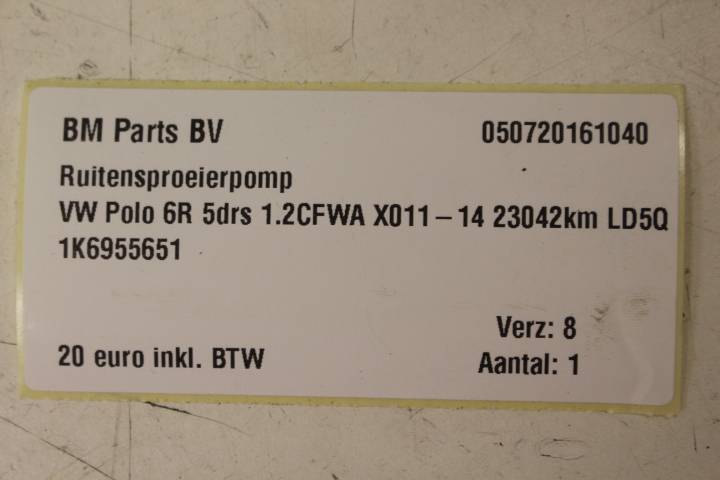 BM Parts BV 050720161040
Ruitensproeierpomp
VW Polo 6R 5drs 1.2CFWA X011-14 23042km LD5Q
1K6955651
Verz: 8
20 euro inkl. BTW Aantal: 1